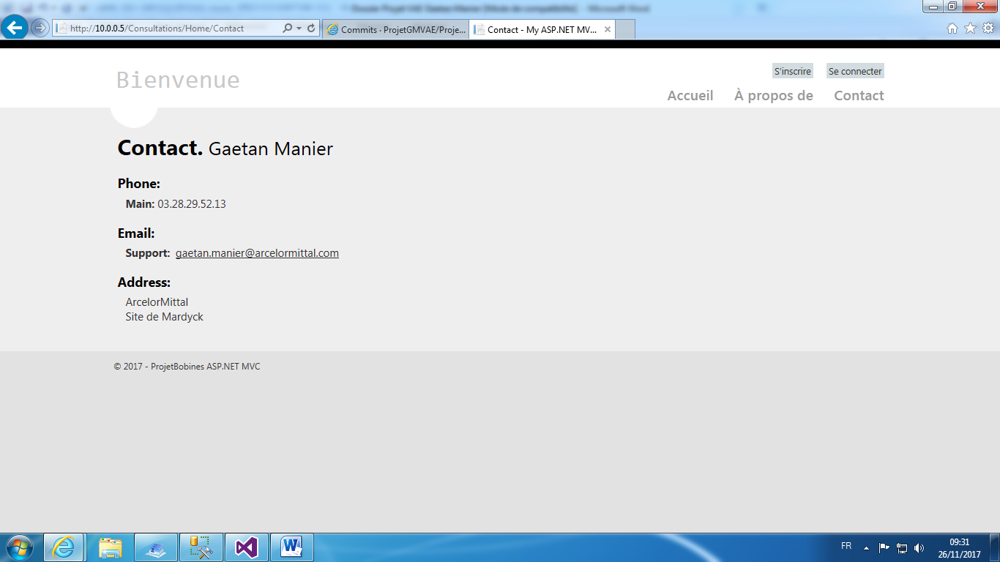 http://10.0.0.5/Consultations/Home/Contact
Commits · ProjetGMVAE/Proje...
Contact - My ASP.NET MV...
Bienvenue
S'inscrire
Se connecter
Accueil
À propos de
Contact
Contact. Gaetan Manier
Phone:
Main: 03.28.29.52.13
Email:
Support: gaetan.manier@arcelormittal.com
Address:
ArcelorMittal
Site de Mardyck
© 2017 - ProjetBobines ASP.NET MVC
FR
09:31
26/11/2017